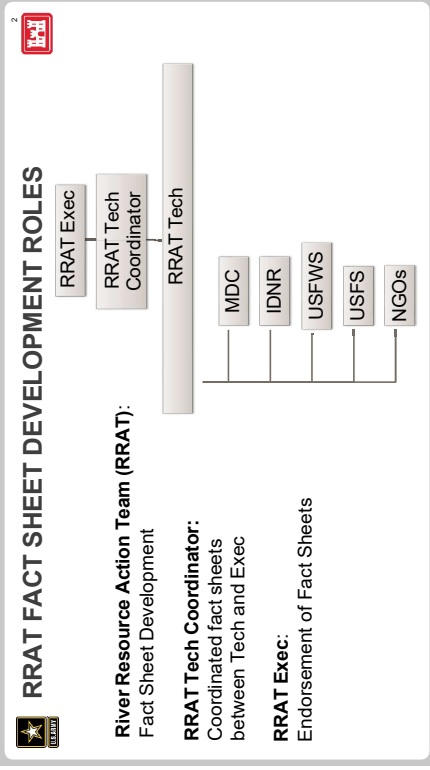 2
RRAT FACT SHEET DEVELOPMENT ROLES
U.S. ARMY
River Resource Action Team (RRAT):
Fact Sheet Development
RRAT Tech Coordinator:
Coordinated fact sheets
between Tech and Exec
RRAT Exec:
Endorsement of Fact Sheets
RRAT Exec
RRAT Tech
Coordinator
RRAT Tech
MDC
IDNR
USFWS
USFS
NGOs